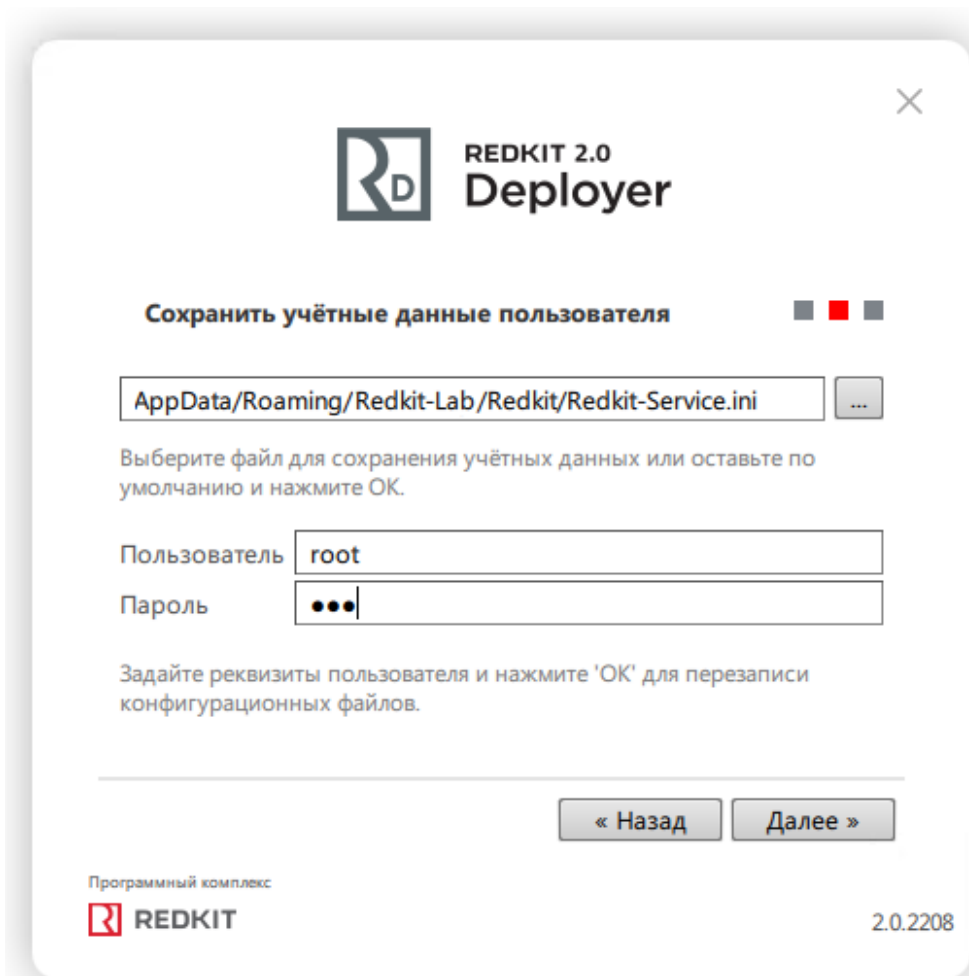 REDKIT 2.0
Deployer
Сохранить учётные данные пользователя
AppData/Roaming/Redkit-Lab/Redkit/Redkit-Service.ini
...
Выберите файл для сохранения учётных данных или оставьте по
умолчанию и нажмите ОК.
Пользователь root
Пароль •••
Задайте реквизиты пользователя и нажмите 'ОК' для перезаписи
конфигурационных файлов.
« Назад
Далее »
Программный комплекс
REDKIT
2.0.2208